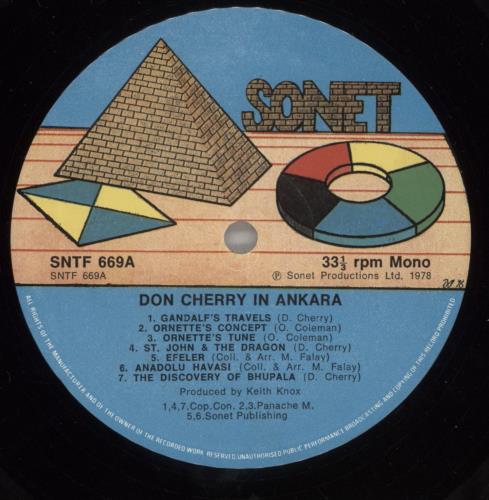 SONET
SNTF 669A
SNTF 669A
33⅓ rpm Mono
℗ Sonet Productions Ltd, 1978
DON CHERRY IN ANKARA
1. GANDALF'S TRAVELS (D. Cherry)
2. ORNETTE'S CONCEPT (O. Coleman)
3. ORNETTE'S TUNE (O. Coleman)
4. ST. JOHN & THE DRAGON (D. Cherry)
5. EFELER (Coll. & Arr. M. Falay)
6. ANADOLU HAVASI (Coll. & Arr. M. Falay)
7. THE DISCOVERY OF BHUPALA (D. Cherry)
Produced by Keith Knox
1,4,7.Cop.Con. 2,3.Panache M.
5,6.Sonet Publishing
ALL RIGHTS OF THE MANUFACTURER AND OF THE OWNER OF THE RECORDED WORK RESERVED.UNAUTHORISED PUBLIC PERFORMANCE BROADCASTING AND COPYING OF THIS RECORD PROHIBITED